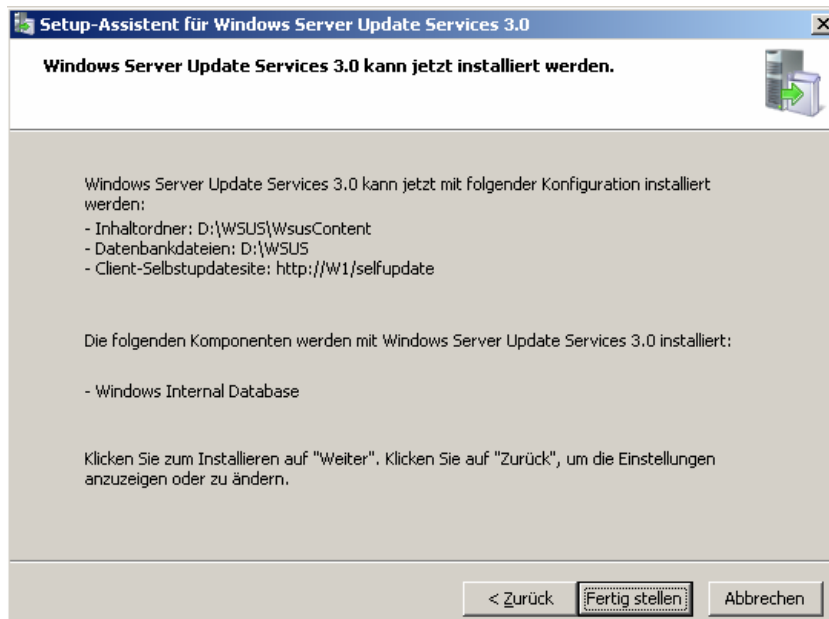 Setup-Assistent für Windows Server Update Services 3.0
Windows Server Update Services 3.0 kann jetzt installiert werden.
Windows Server Update Services 3.0 kann jetzt mit folgender Konfiguration installiert
werden:
- Inhaltordner: D:\WSUS\WsusContent
- Datenbankdateien: D:\WSUS
- Client-Selbstupdatesite: http://W1/selfupdate
Die folgenden Komponenten werden mit Windows Server Update Services 3.0 installiert:
- Windows Internal Database
Klicken Sie zum Installieren auf "Weiter". Klicken Sie auf "Zurück", um die Einstellungen
anzuzeigen oder zu ändern.
< Zurück Fertig stellen Abbrechen